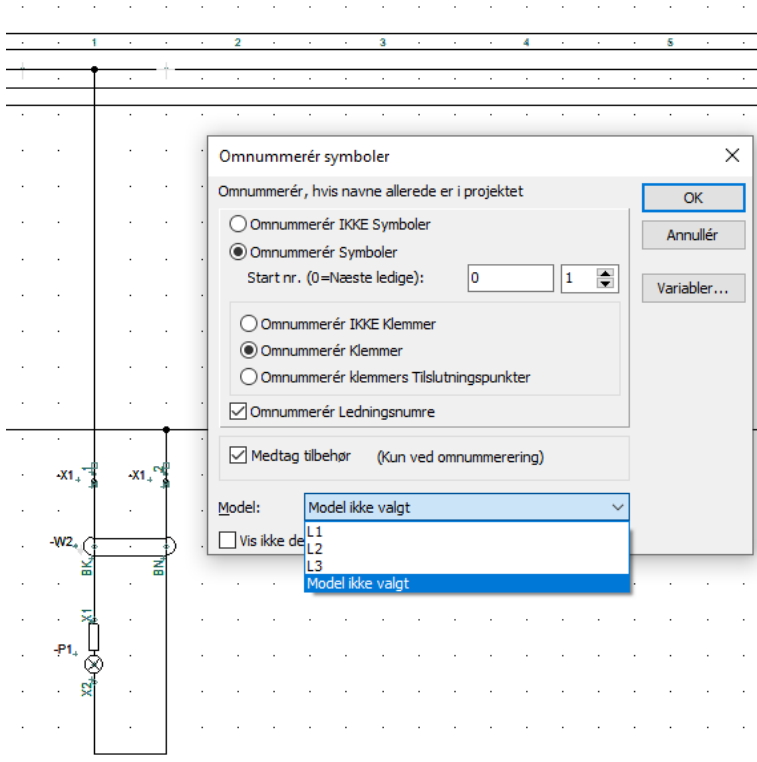 1 2 3 4 5
Omnummerér symboler
Omnummerér, hvis navne allerede er i projektet
OK
Omnummerér IKKE Symboler
Annullér
Omnummerér Symboler
Start nr. (0=Næste ledige): 0 1
Variabler...
Omnummerér IKKE Klemmer
Omnummerér Klemmer
Omnummerér klemmers Tilslutningspunkter
Omnummerér Ledningsnumre
Medtag tilbehør (Kun ved omnummerering)
-X1 1 -X1 2
Model: Model ikke valgt
Vis ikke de
L1
L2
L3
Model ikke valgt
-W2
BK BN
X1
-P1
X2